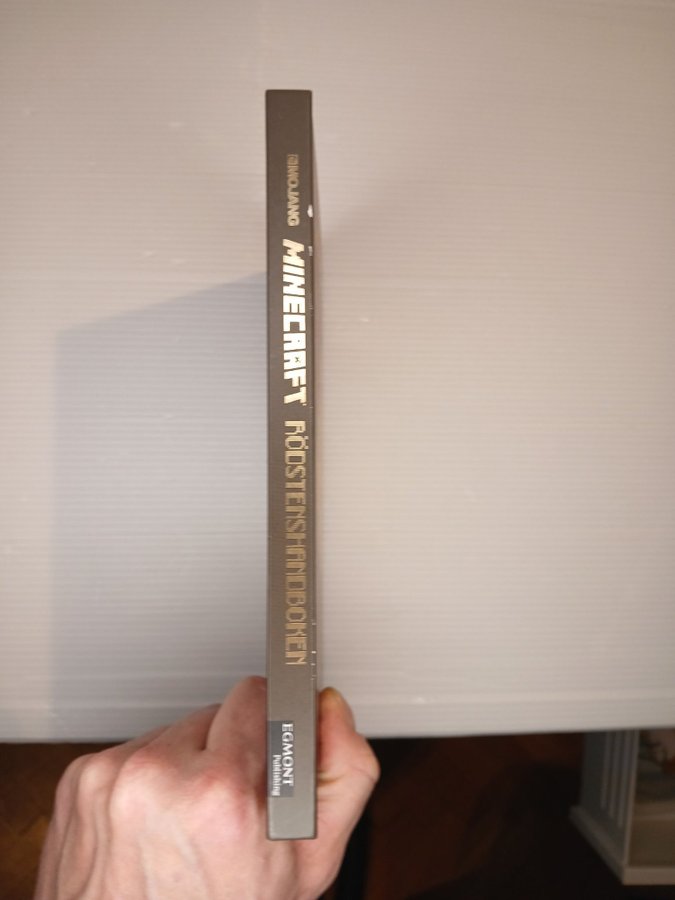 MOJANG
MINECRAFT
RÖDSTENSHANDBOKEN
EGMONT
Publishing